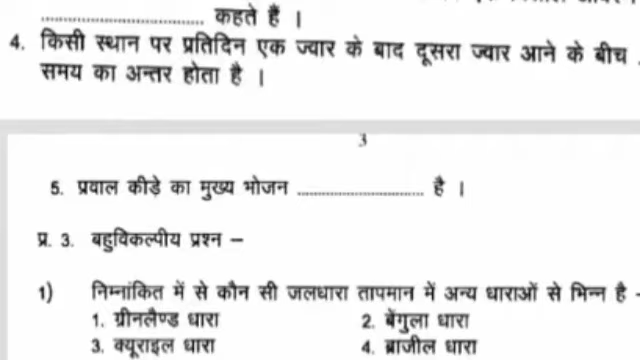 .............................. कहते हैं ।
4. किसी स्थान पर प्रतिदिन एक ज्वार के बाद दूसरा ज्वार आने के बीच .
समय का अन्तर होता है ।
3
5. प्रवाल कीड़े का मुख्य भोजन .............................. है ।
प्र. 3. बहुविकल्पीय प्रश्न –
1) निम्नांकित में से कौन सी जलधारा तापमान में अन्य धाराओं से भिन्न है -
1. ग्रीनलैण्ड धारा 2. बेंगुला धारा
3. क्यूराइल धारा 4. ब्राजील धारा